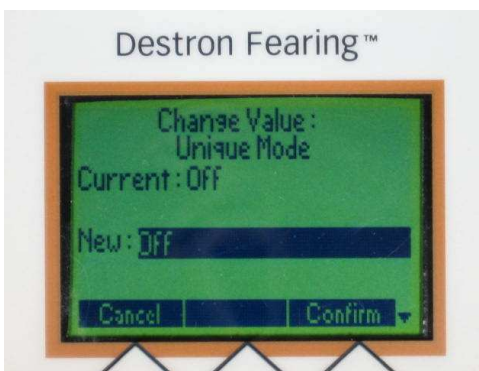 Destron Fearing™
Change Value:
Unique Mode
Current: Off
New: Off
Cancel Confirm